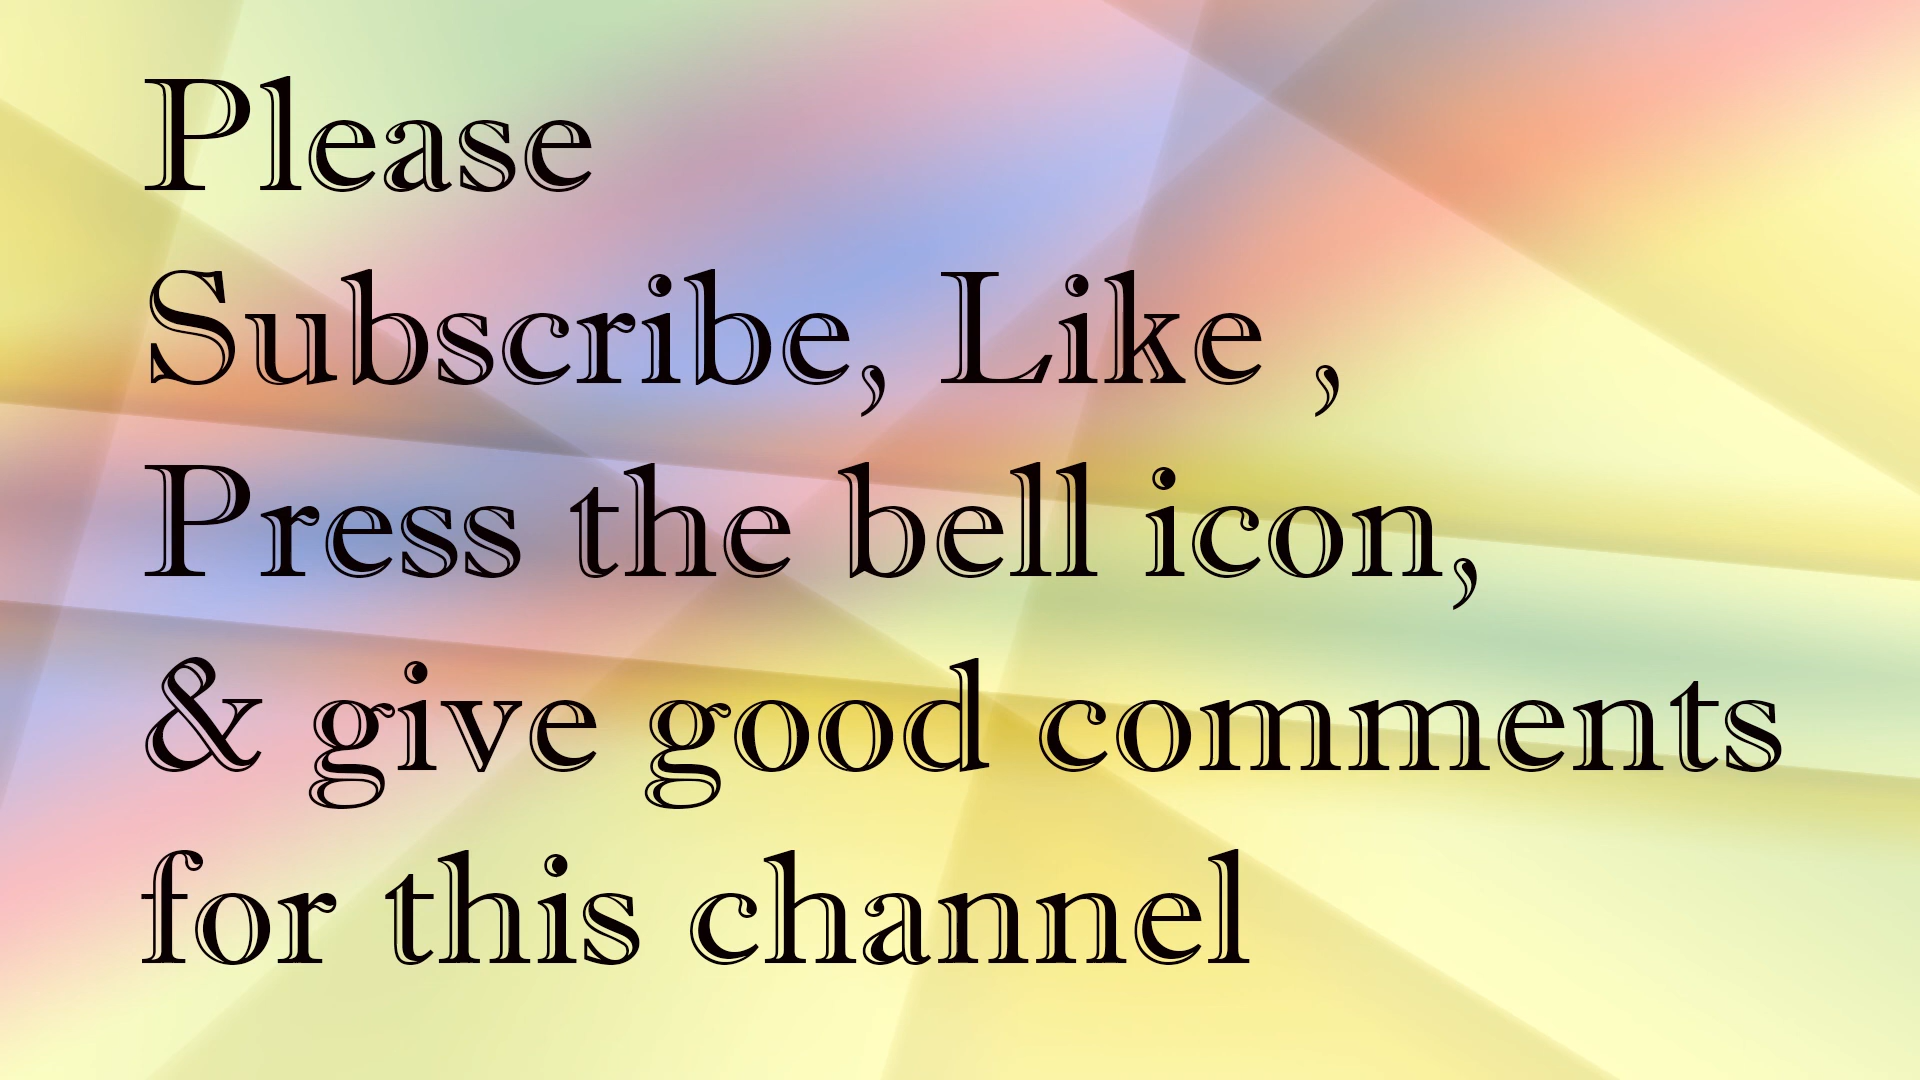 Please
Subscribe, Like ,
Press the bell icon,
& give good comments
for this channel